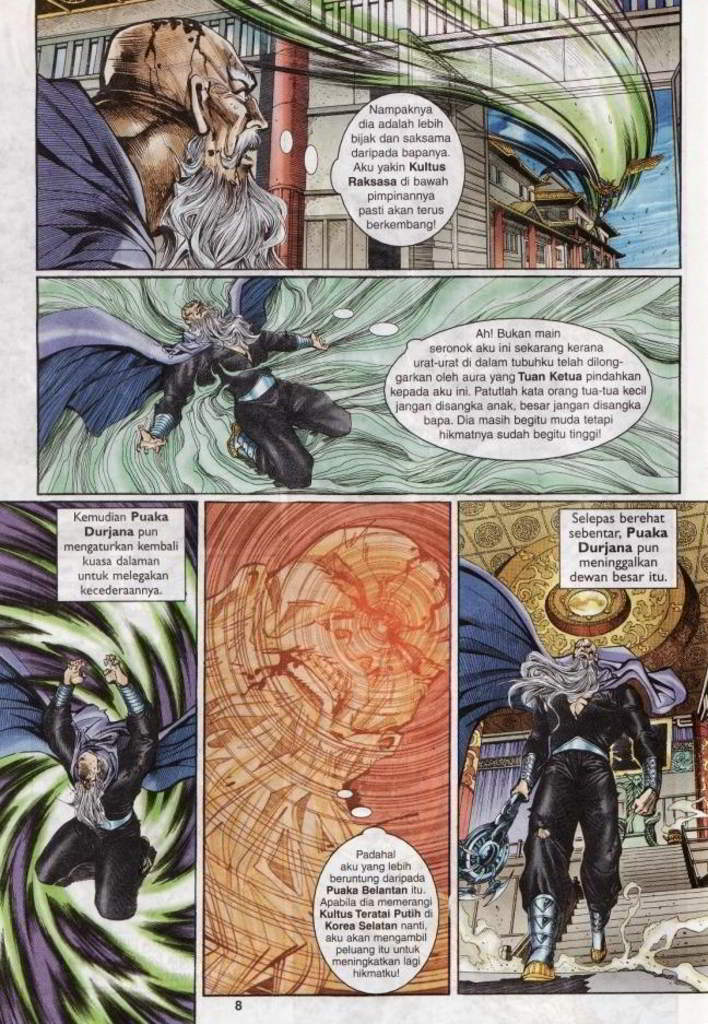 Nampaknya
dia adalah lebih
bijak dan saksama
daripada bapanya.
Aku yakin Kultus
Raksasa di bawah
pimpinannya
pasti akan terus
berkembang!
Ah! Bukan main
seronok aku ini sekarang kerana
urat-urat di dalam tubuhku telah dilong-
garkan oleh aura yang Tuan Ketua pindahkan
kepada aku ini. Patutlah kata orang tua-tua kecil
jangan disangka anak, besar jangan disangka
bapa. Dia masih begitu muda tetapi
hikmatnya sudah begitu tinggi!
Kemudian Puaka
Durjana pun
mengaturkan kembali
kuasa dalaman
untuk melegakan
kecederaannya.
Padahal
aku yang lebih
beruntung daripada
Puaka Belantan itu.
Apabila dia memerangi
Kultus Teratai Putih di
Korea Selatan nanti,
aku akan mengambil
peluang itu untuk
meningkatkan lagi
hikmatku!
Selepas berehat
sebentar, Puaka
Durjana pun
meninggalkan
dewan besar itu.
8